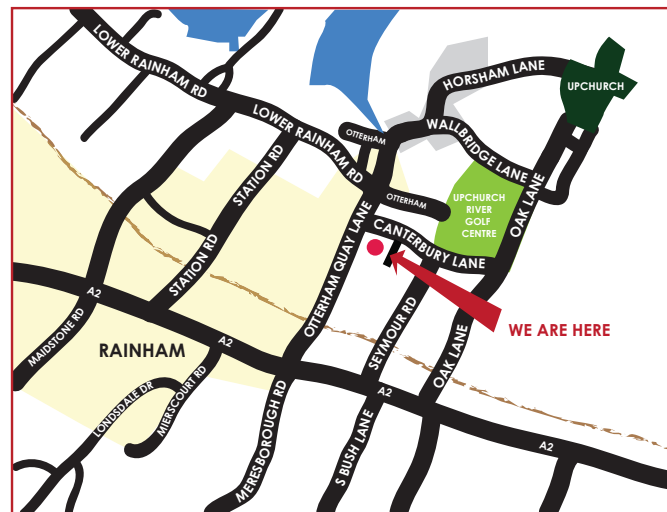 LOWER RAINHAM RD
HORSHAM LANE
UPCHURCH
LOWER RAINHAM RD
OTTERHAM
WALLBRIDGE LANE
STATION RD
OTTERHAM
UPCHURCH
RIVER
GOLF
CENTRE
OAK LANE
CANTERBURY LANE
STATION RD
OTTERHAM QUAY LANE
A2
SEYMOUR RD
WE ARE HERE
MAIDSTONE RD
RAINHAM
A2
OAK LANE
A2
LONDSDALE DR
MIERSCOURT RD
MERESBOROUGH RD
S BUSH LANE
A2